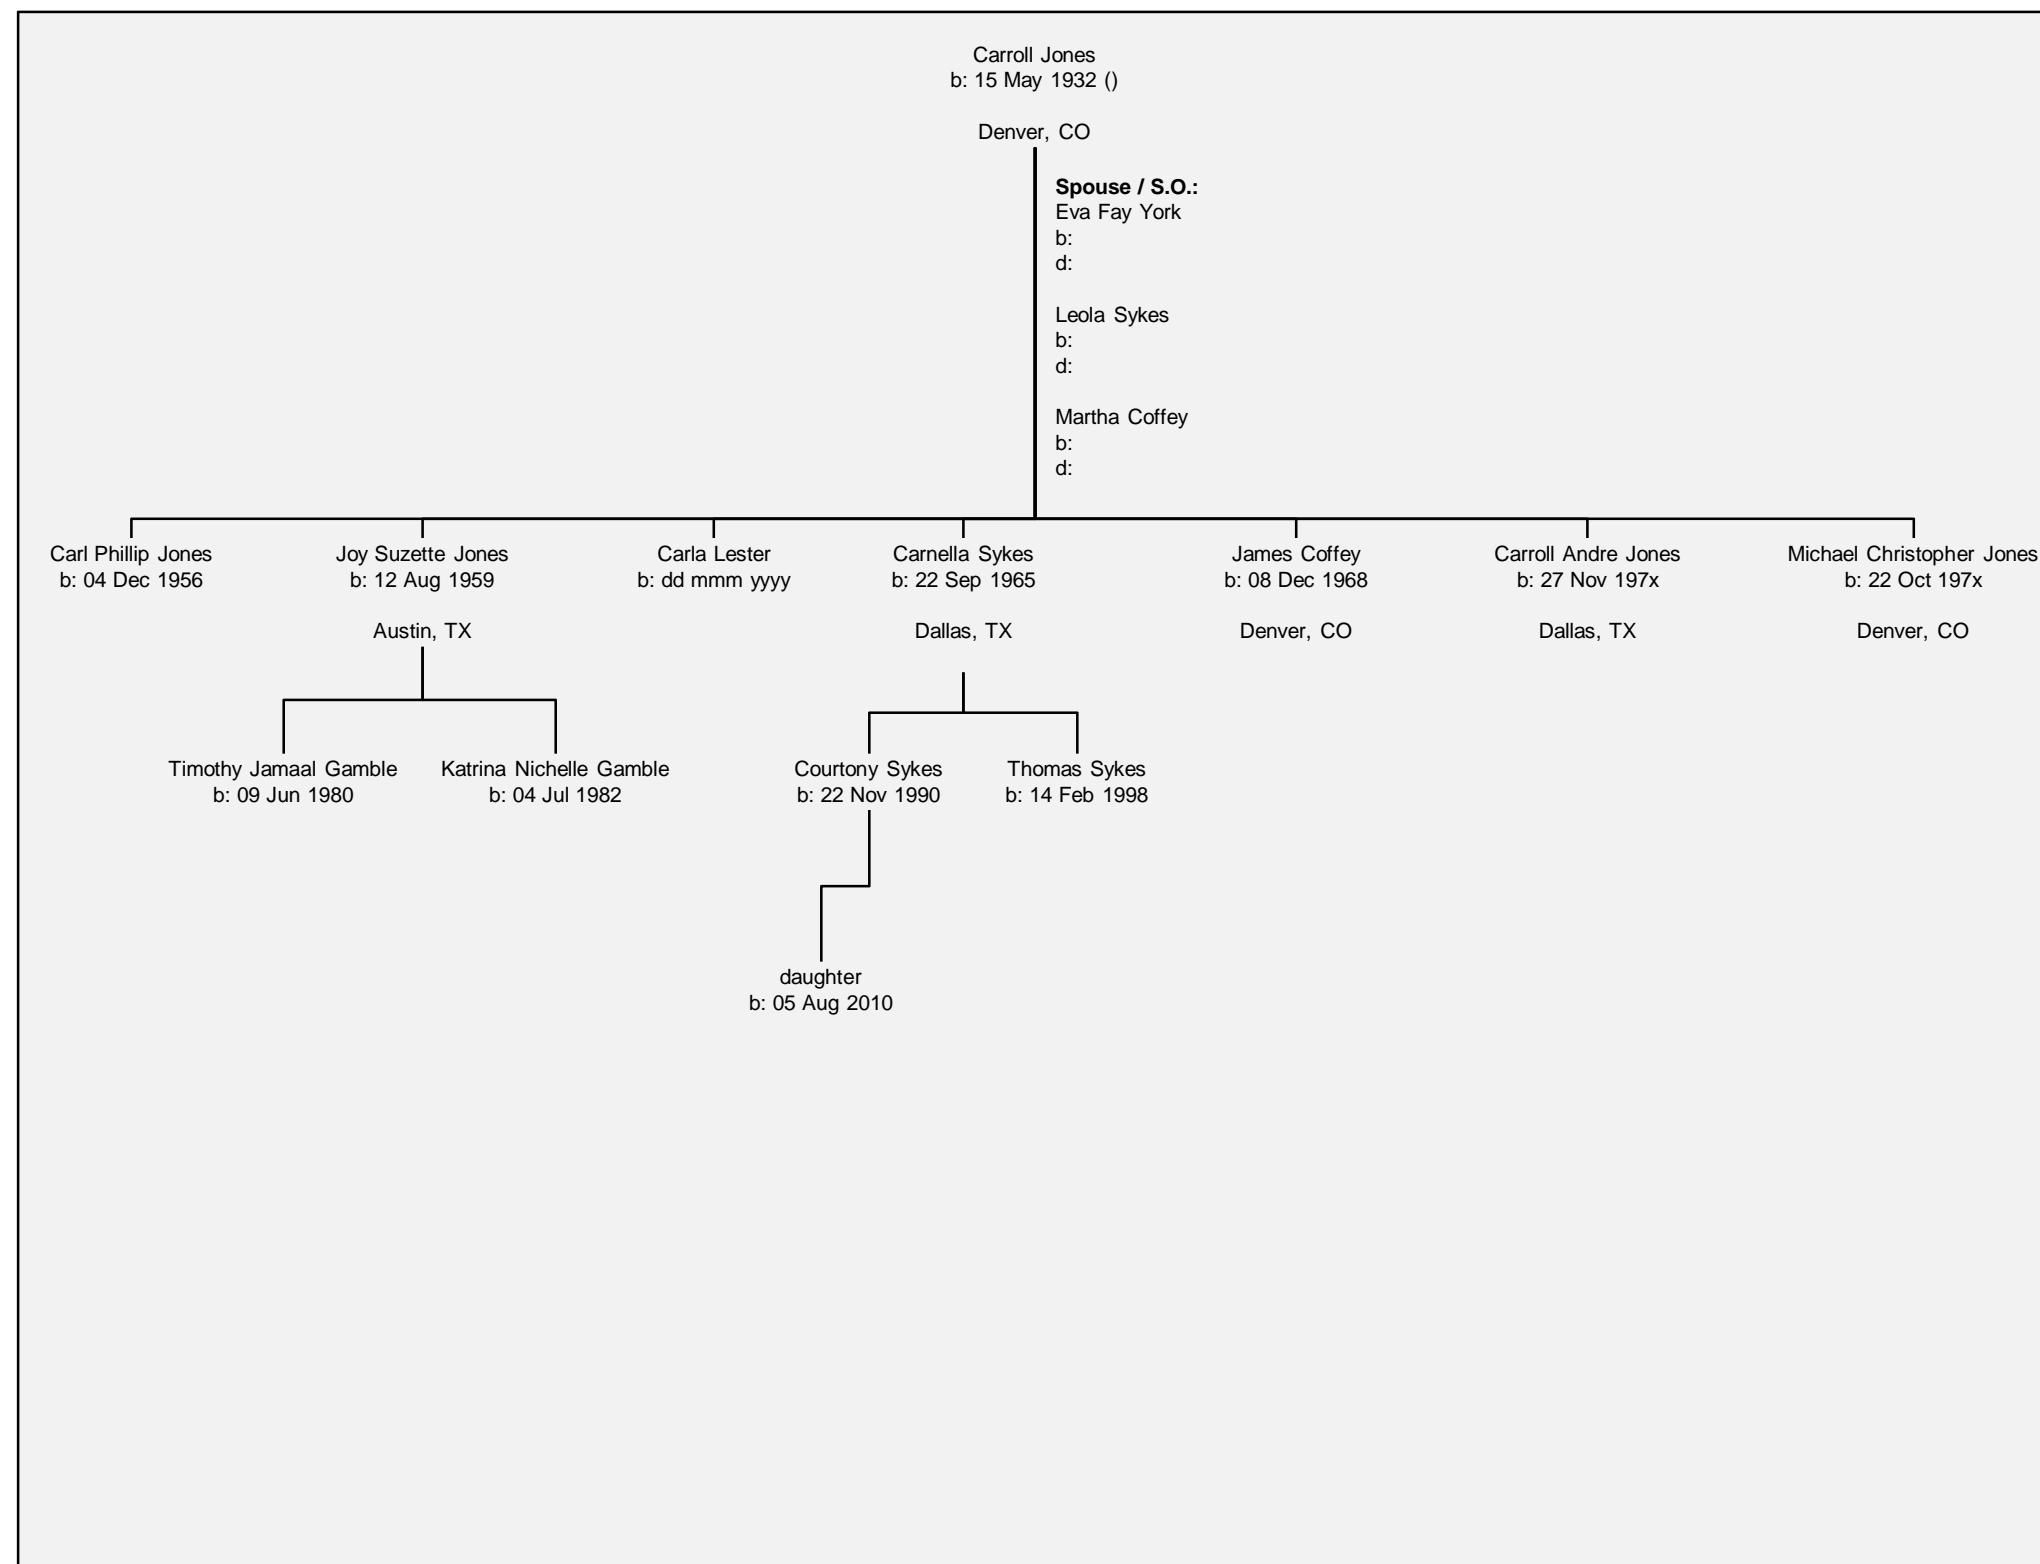 Carroll Jones
b: 15 May 1932 ()
Denver, CO
Spouse / S.O.:
Eva Fay York
b:
d:
Leola Sykes
b:
d:
Martha Coffey
b:
d:
Carl Phillip Jones
b: 04 Dec 1956
Joy Suzette Jones
b: 12 Aug 1959
Austin, TX
Carla Lester
b: dd mmm yyyy
Carnella Sykes
b: 22 Sep 1965
Dallas, TX
James Coffey
b: 08 Dec 1968
Denver, CO
Carroll Andre Jones
b: 27 Nov 197x
Dallas, TX
Michael Christopher Jones
b: 22 Oct 197x
Denver, CO
Timothy Jamaal Gamble
b: 09 Jun 1980
Katrina Nichelle Gamble
b: 04 Jul 1982
Courtony Sykes
b: 22 Nov 1990
Thomas Sykes
b: 14 Feb 1998
daughter
b: 05 Aug 2010